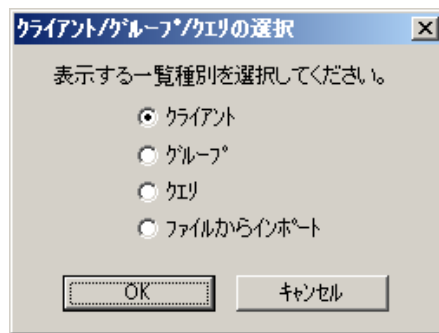 ｸﾗｲｱﾝﾄ/ｸﾞﾙｰﾌﾟ/ｸｴﾘの選択
表示する一覧種別を選択してください。
ｸﾗｲｱﾝﾄ
ｸﾞﾙｰﾌﾟ
ｸｴﾘ
ﾌｧｲﾙからｲﾝﾎﾟｰﾄ
OK
ｷｬﾝｾﾙ